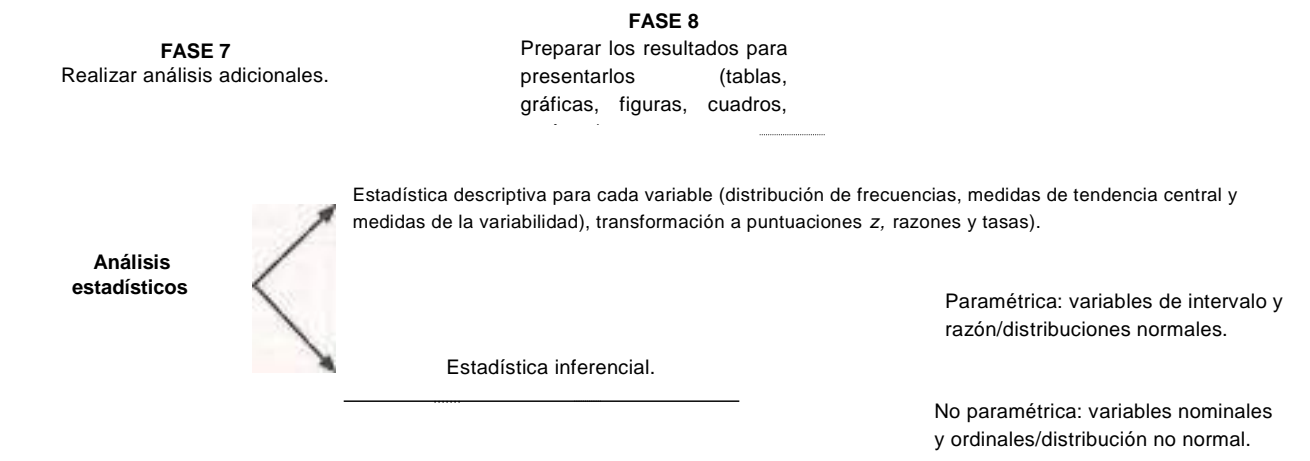 FASE 7
Realizar análisis adicionales.
FASE 8
Preparar los resultados para
presentarlos (tablas,
gráficas, figuras, cuadros,
Estadística descriptiva para cada variable (distribución de frecuencias, medidas de tendencia central y
medidas de la variabilidad), transformación a puntuaciones z, razones y tasas).
Análisis
estadísticos
Estadística inferencial.
Paramétrica: variables de intervalo y
razón/distribuciones normales.
No paramétrica: variables nominales
y ordinales/distribución no normal.